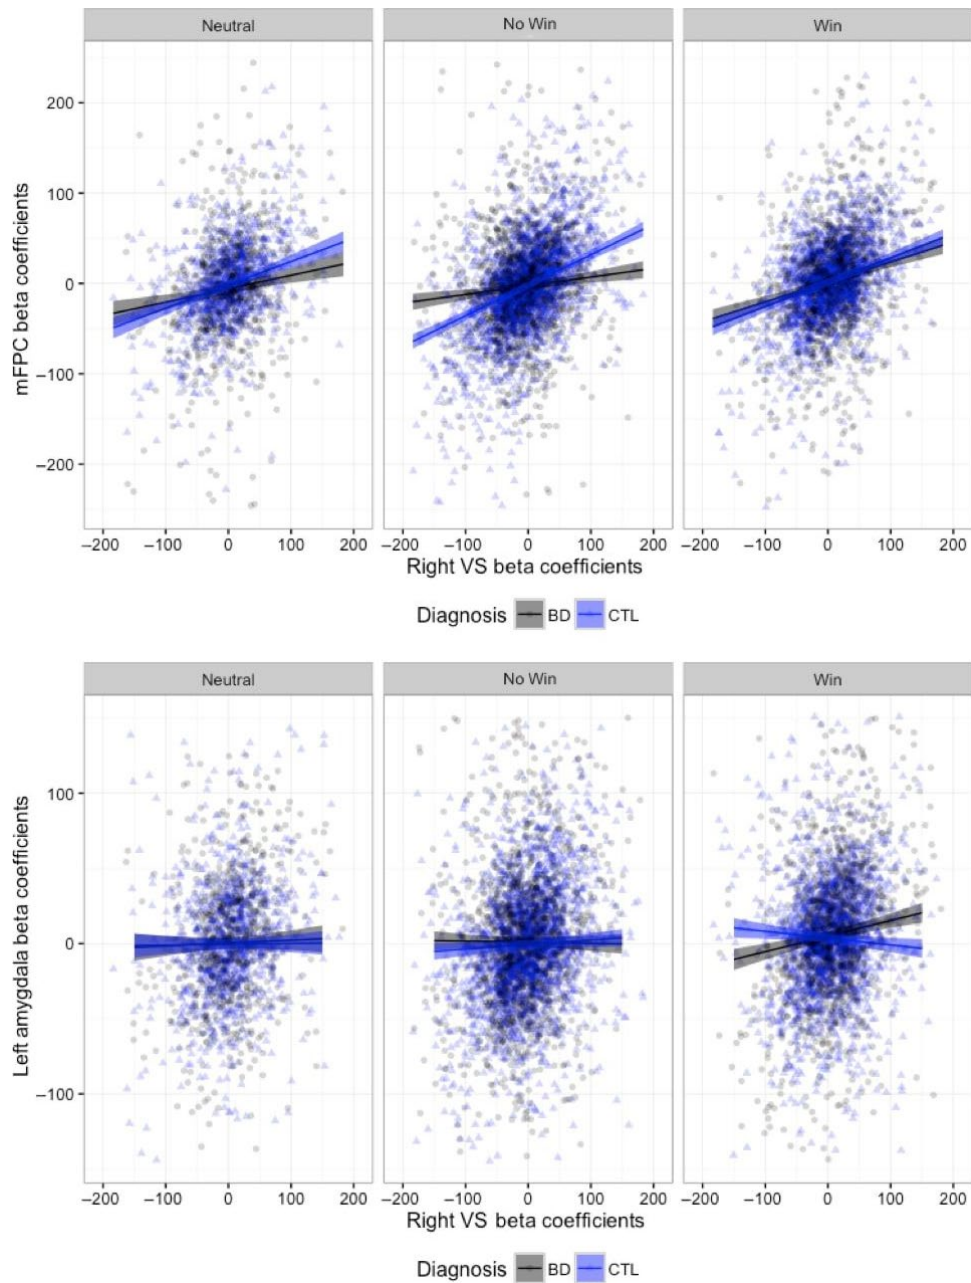 Neutral No Win Win
mFPC beta coefficients
200
100
0
−100
−200
−200 −100 0 100 200 −200 −100 0 100 200 −200 −100 0 100 200
Right VS beta coefficients
Diagnosis BD CTL
Neutral No Win Win
Left amygdala beta coefficients
100
0
−100
−200 −100 0 100 200 −200 −100 0 100 200 −200 −100 0 100 200
Right VS beta coefficients
Diagnosis BD CTL